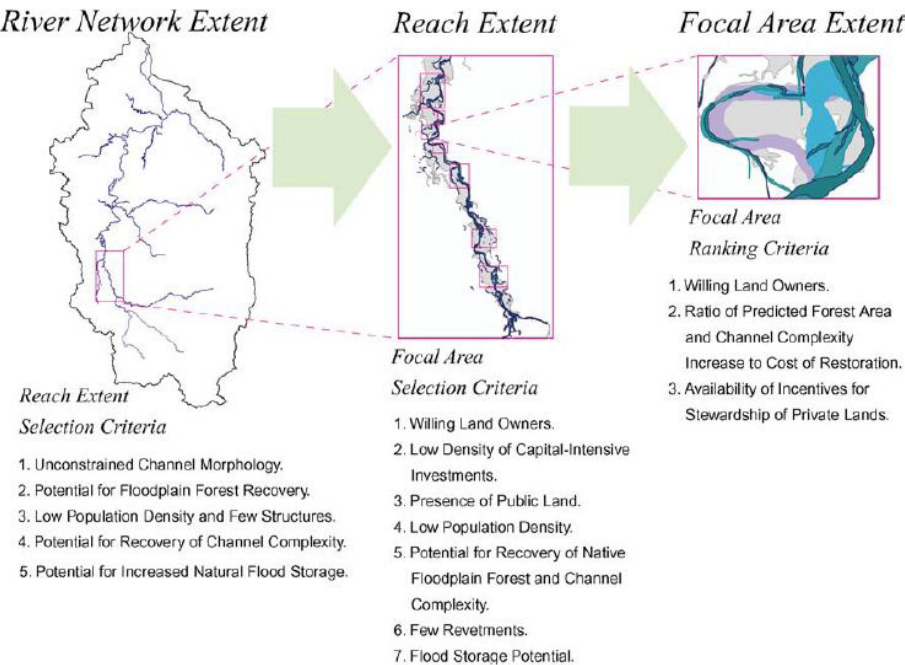 River Network Extent
Reach Extent
Selection Criteria
1. Unconstrained Channel Morphology.
2. Potential for Floodplain Forest Recovery.
3. Low Population Density and Few Structures.
4. Potential for Recovery of Channel Complexity.
5. Potential for Increased Natural Flood Storage.
Reach Extent
Focal Area
Selection Criteria
1. Willing Land Owners.
2. Low Density of Capital-Intensive
Investments.
3. Presence of Public Land.
4. Low Population Density.
5. Potential for Recovery of Native
Floodplain Forest and Channel
Complexity.
6. Few Revetments.
7. Flood Storage Potential.
Focal Area Extent
Focal Area
Ranking Criteria
1. Willing Land Owners.
2. Ratio of Predicted Forest Area
and Channel Complexity
Increase to Cost of Restoration.
3. Availability of Incentives for
Stewardship of Private Lands.